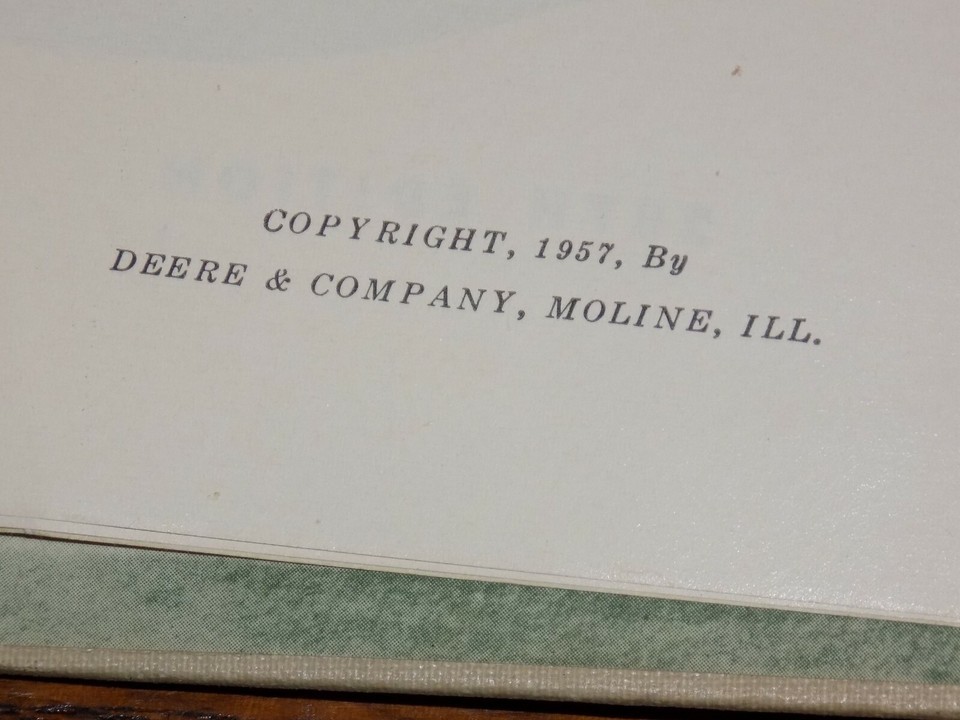 COPYRIGHT, 1957, By
DEERE & COMPANY, MOLINE, ILL.